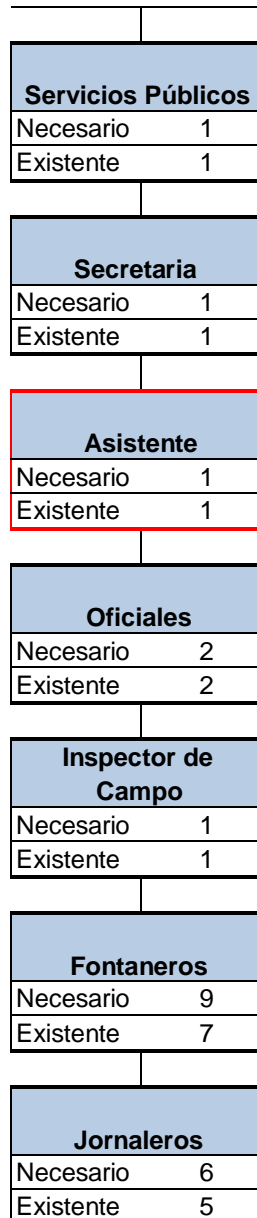 Servicios Públicos
Necesario 1
Existente 1
Secretaria
Necesario 1
Existente 1
Asistente
Necesario 1
Existente 1
Oficiales
Necesario 2
Existente 2
Inspector de
Campo
Necesario 1
Existente 1
Fontaneros
Necesario 9
Existente 7
Jornaleros
Necesario 6
Existente 5